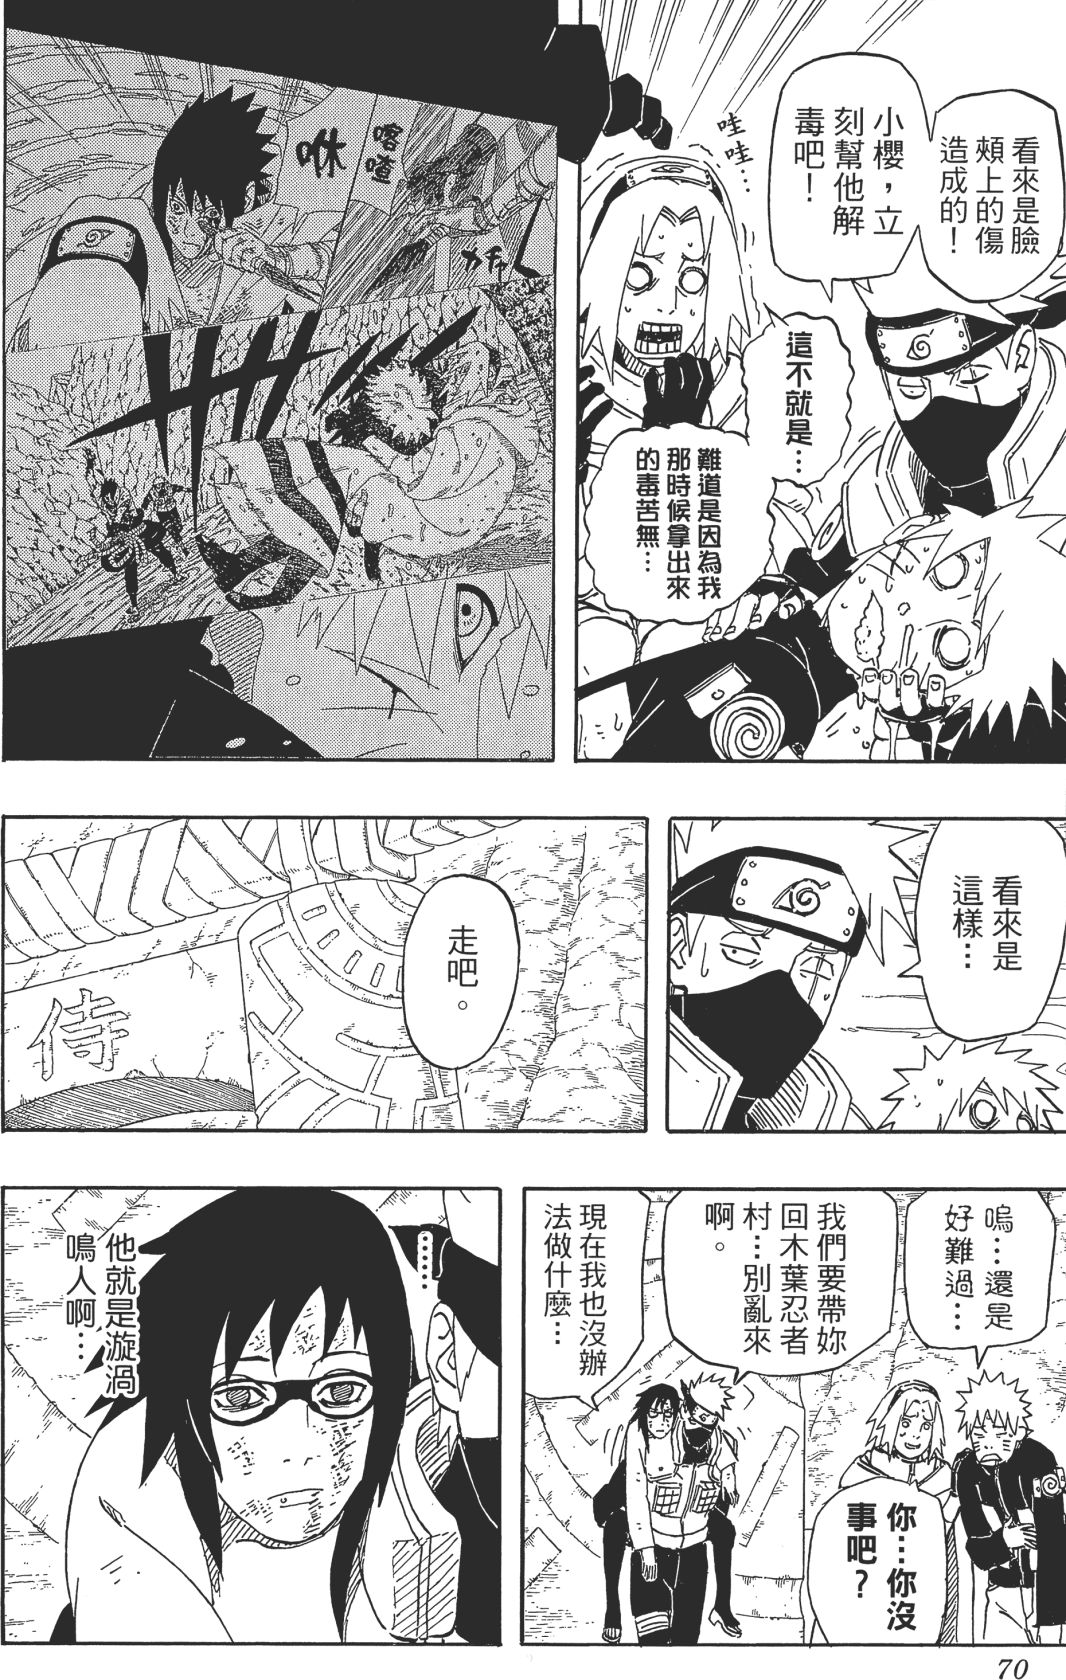 看來是臉
頰上的傷
造成的！
小櫻，立
刻幫他解
毒吧！
哇
哇…
這不就是…
難道是因為我
那時候拿出來
的毒苦無…
喀
喳
咻
ガチャ
看來是
這樣…
走吧。
侍
嗚…還是
好難過…
你…你沒
事吧？
我們要帶妳
回木葉忍者
村…別亂來
啊。
現在我也沒辦
法做什麼…
……
他就是漩渦
鳴人啊…
70